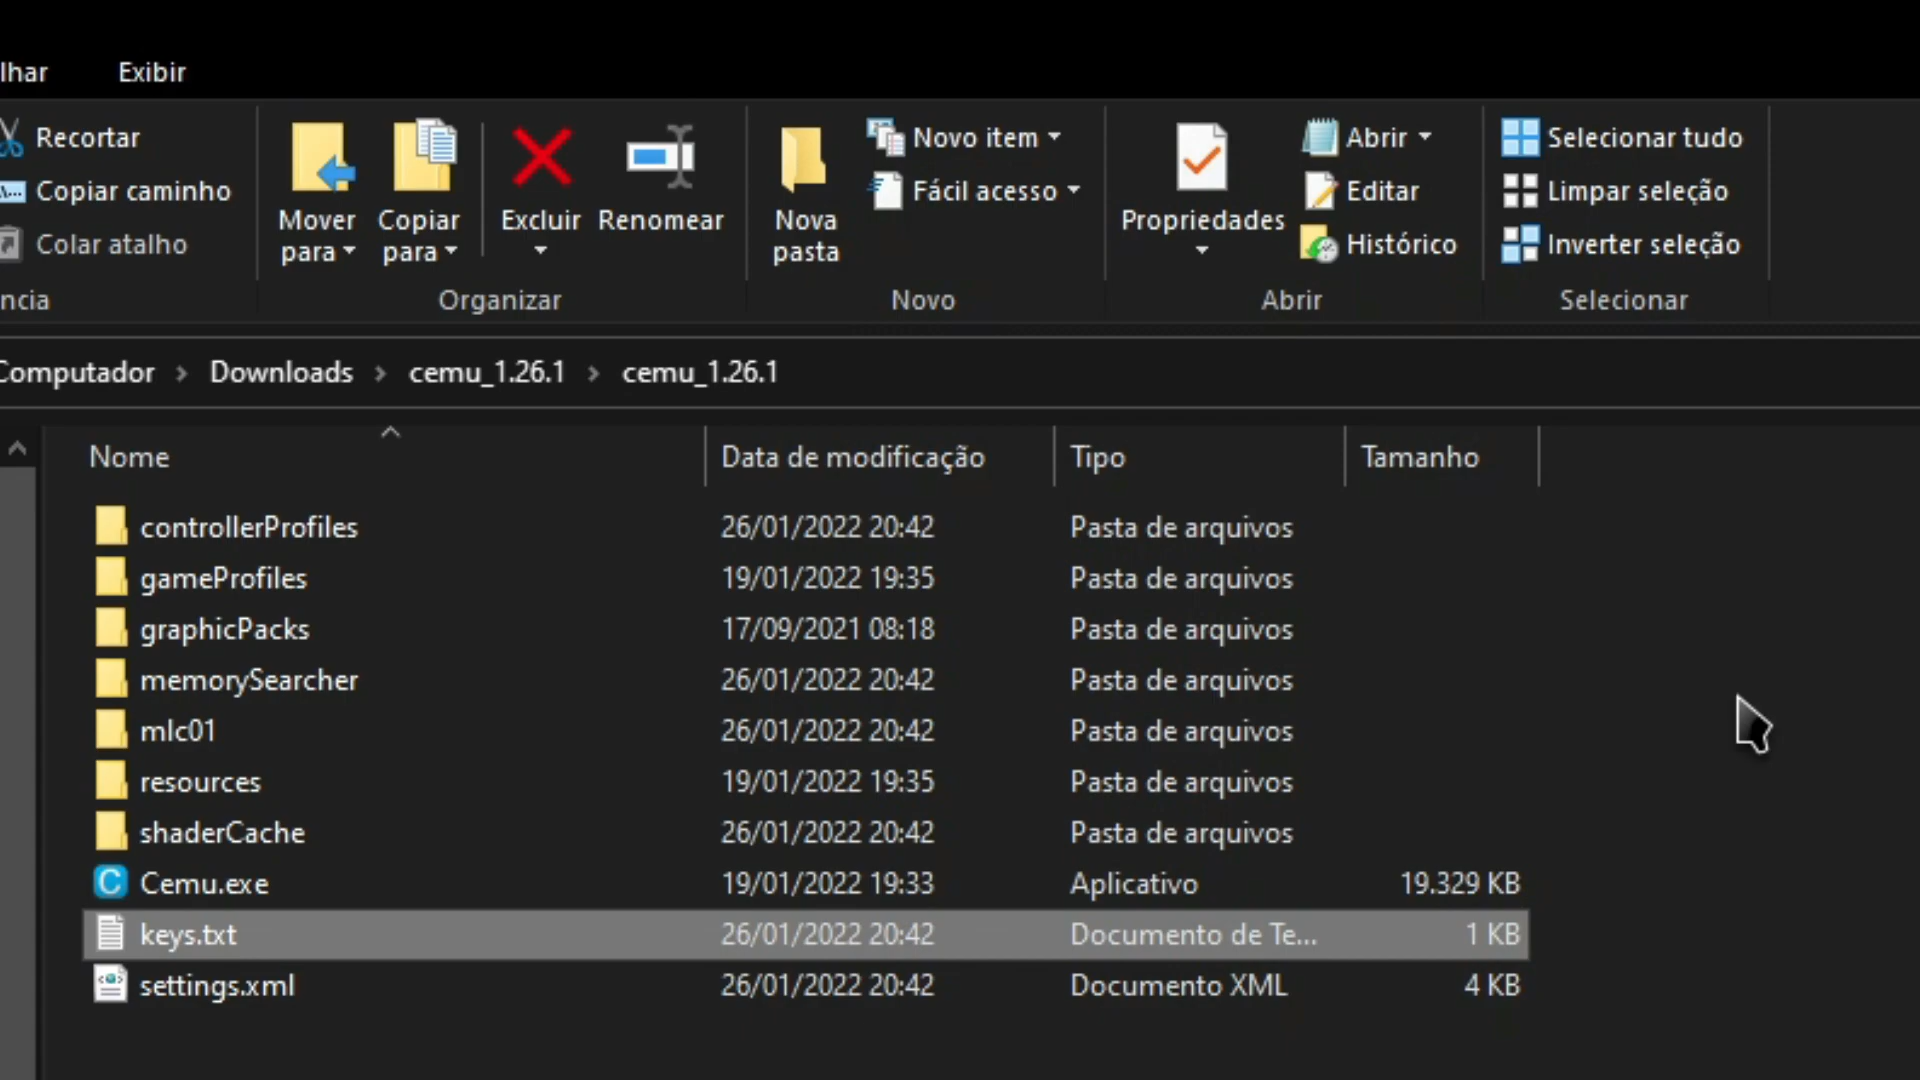 lhar Exibir
Recortar
Copiar caminho
Colar atalho
ncia
Mover para
Copiar para
Excluir
Renomear
Organizar
Nova pasta
Novo item
Fácil acesso
Novo
Propriedades
Abrir
Editar
Histórico
Abrir
Selecionar tudo
Limpar seleção
Inverter seleção
Selecionar
Computador > Downloads > cemu_1.26.1 > cemu_1.26.1
Nome Data de modificação Tipo Tamanho
controllerProfiles 26/01/2022 20:42 Pasta de arquivos
gameProfiles 19/01/2022 19:35 Pasta de arquivos
graphicPacks 17/09/2021 08:18 Pasta de arquivos
memorySearcher 26/01/2022 20:42 Pasta de arquivos
mlc01 26/01/2022 20:42 Pasta de arquivos
resources 19/01/2022 19:35 Pasta de arquivos
shaderCache 26/01/2022 20:42 Pasta de arquivos
Cemu.exe 19/01/2022 19:33 Aplicativo 19.329 KB
keys.txt 26/01/2022 20:42 Documento de Te... 1 KB
settings.xml 26/01/2022 20:42 Documento XML 4 KB